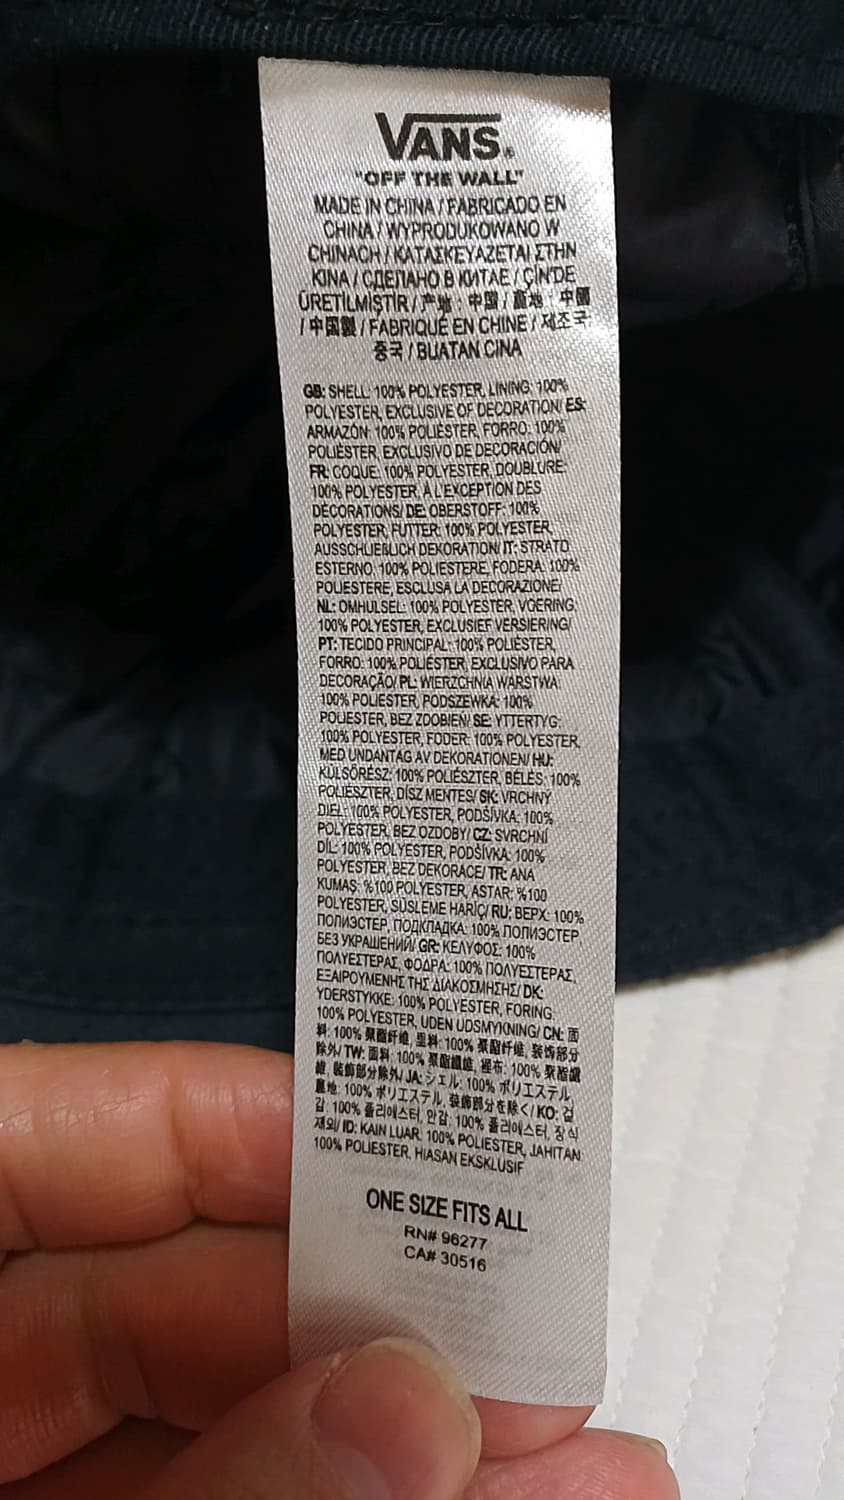 VANS
"OFF THE WALL"
MADE IN CHINA / FABRICADO EN
CHINA / WYPRODUKOWANO W
CHINACH / ΚΑΤΑΣΚΕΥΑΖΕΤΑΙ ΣΤΗΝ
ΚΙΝΑ / СДЕЛАНО В КИТАЕ / ÇİN'DE
ÜRETİLMİŞTİR / 产地：中国 / 產地：中國
/ 中国製 / FABRIQUÉ EN CHINE / 제조국:
중국 / BUATAN CINA
GB: SHELL: 100% POLYESTER, LINING: 100%
POLYESTER, EXCLUSIVE OF DECORATION/ ES:
ARMAZÓN: 100% POLIÉSTER, FORRO: 100%
POLIÉSTER, EXCLUSIVO DE DECORACIÓN/
FR: COQUE: 100% POLYESTER, DOUBLURE:
100% POLYESTER, À L'EXCEPTION DES
DÉCORATIONS/ DE: OBERSTOFF: 100%
POLYESTER, FUTTER: 100% POLYESTER,
AUSSCHLIEßLICH DEKORATION/ IT: STRATO
ESTERNO: 100% POLIESTERE, FODERA: 100%
POLIESTERE, ESCLUSA LA DECORAZIONE/
NL: OMHULSEL: 100% POLYESTER, VOERING:
100% POLYESTER, EXCLUSIEF VERSIERING/
PT: TECIDO PRINCIPAL: 100% POLIÉSTER,
FORRO: 100% POLIÉSTER, EXCLUSIVO PARA
DECORAÇÃO/ PL: WIERZCHNIA WARSTWA:
100% POLIESTER, PODSZEWKA: 100%
POLIESTER, BEZ ZDOBIEŃ/ SE: YTTERTYG:
100% POLYESTER, FODER: 100% POLYESTER,
MED UNDANTAG AV DEKORATIONEN/ HU:
KÜLSŐRÉSZ: 100% POLIÉSZTER, BÉLÉS: 100%
POLIÉSZTER, DÍSZ MENTES/ SK: VRCHNÝ
DIEL: 100% POLYESTER, PODŠÍVKA: 100%
POLYESTER, BEZ OZDOBY/ CZ: SVRCHNÍ
DÍL: 100% POLYESTER, PODŠÍVKA: 100%
POLYESTER, BEZ DEKORACE/ TR: ANA
KUMAŞ: %100 POLYESTER, ASTAR: %100
POLYESTER, SÜSLEME HARİÇ/ RU: ВЕРХ: 100%
ПОЛИЭСТЕР, ПОДКЛАДКА: 100% ПОЛИЭСТЕР,
БЕЗ УКРАШЕНИЙ/ GR: ΚΕΛΥΦΟΣ: 100%
ΠΟΛΥΕΣΤΕΡΑΣ, ΦΟΔΡΑ: 100% ΠΟΛΥΕΣΤΕΡΑΣ,
ΕΞΑΙΡΟΥΜΕΝΗΣ ΤΗΣ ΔΙΑΚΟΣΜΗΣΗΣ/ DK:
YDERSTYKKE: 100% POLYESTER, FORING:
100% POLYESTER, UDEN UDSMYKNING/ CN: 面
料: 100% 聚酯纤维, 里料: 100% 聚酯纤维, 装饰部分
除外/ TW: 面料: 100% 聚酯纖維, 裡布: 100% 聚酯纖
維, 裝飾部分除外/ JA: シェル: 100% ポリエステル,
裏地: 100% ポリエステル, 装飾部分を除く/ KO: 겉
감: 100% 폴리에스터, 안감: 100% 폴리에스터, 장식
제외/ ID: KAIN LUAR: 100% POLIESTER, JAHITAN:
100% POLIESTER, HIASAN EKSKLUSIF
ONE SIZE FITS ALL
RN# 96277
CA# 30516